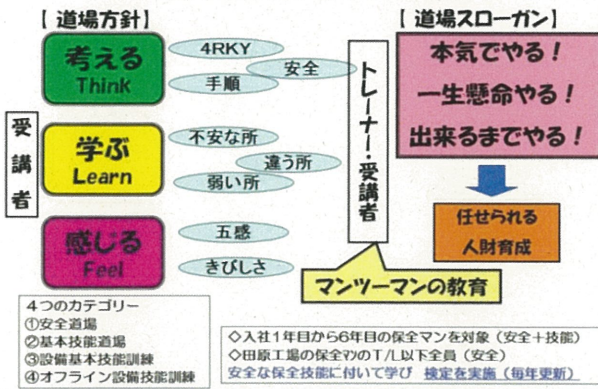 【 道場方針 】
考える
Think
4RKY
安全
手順
受講者
学ぶ
Learn
不安な所
違う所
弱い所
感じる
Feel
五感
きびしさ
トレーナー・受講者
マンツーマンの教育
【 道場スローガン 】
本気でやる！
一生懸命やる！
出来るまでやる！
任せられる
人財育成
４つのカテゴリー
①安全道場
②基本技能道場
③設備基本技能訓練
④オフライン設備技能訓練
◇入社1年目から6年目の保全マンを対象（安全＋技能）
◇田原工場の保全マンのT/L以下全員（安全）
安全な保全技能に付いて学び　検定を実施（毎年更新）